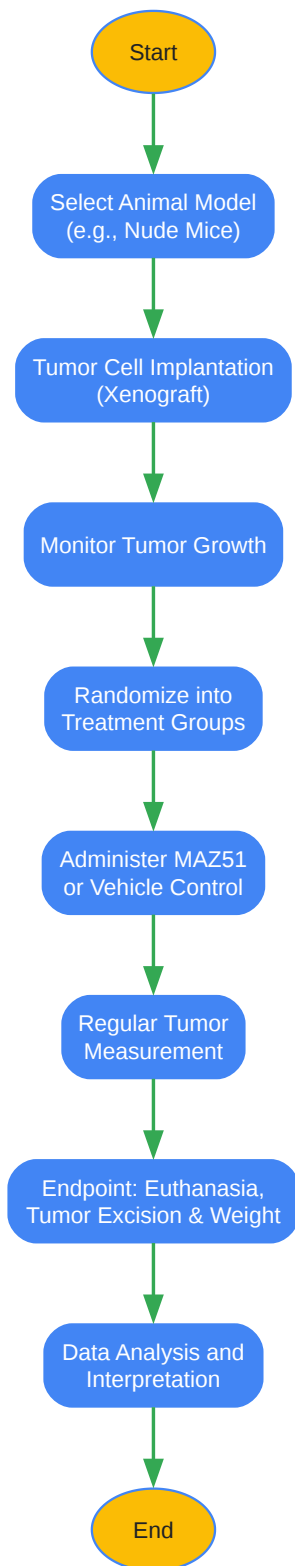 Start
Select Animal Model
(e.g., Nude Mice)
Tumor Cell Implantation
(Xenograft)
Monitor Tumor Growth
Randomize into
Treatment Groups
Administer MAZ51
or Vehicle Control
Regular Tumor
Measurement
Endpoint: Euthanasia,
Tumor Excision & Weight
Data Analysis and
Interpretation
End